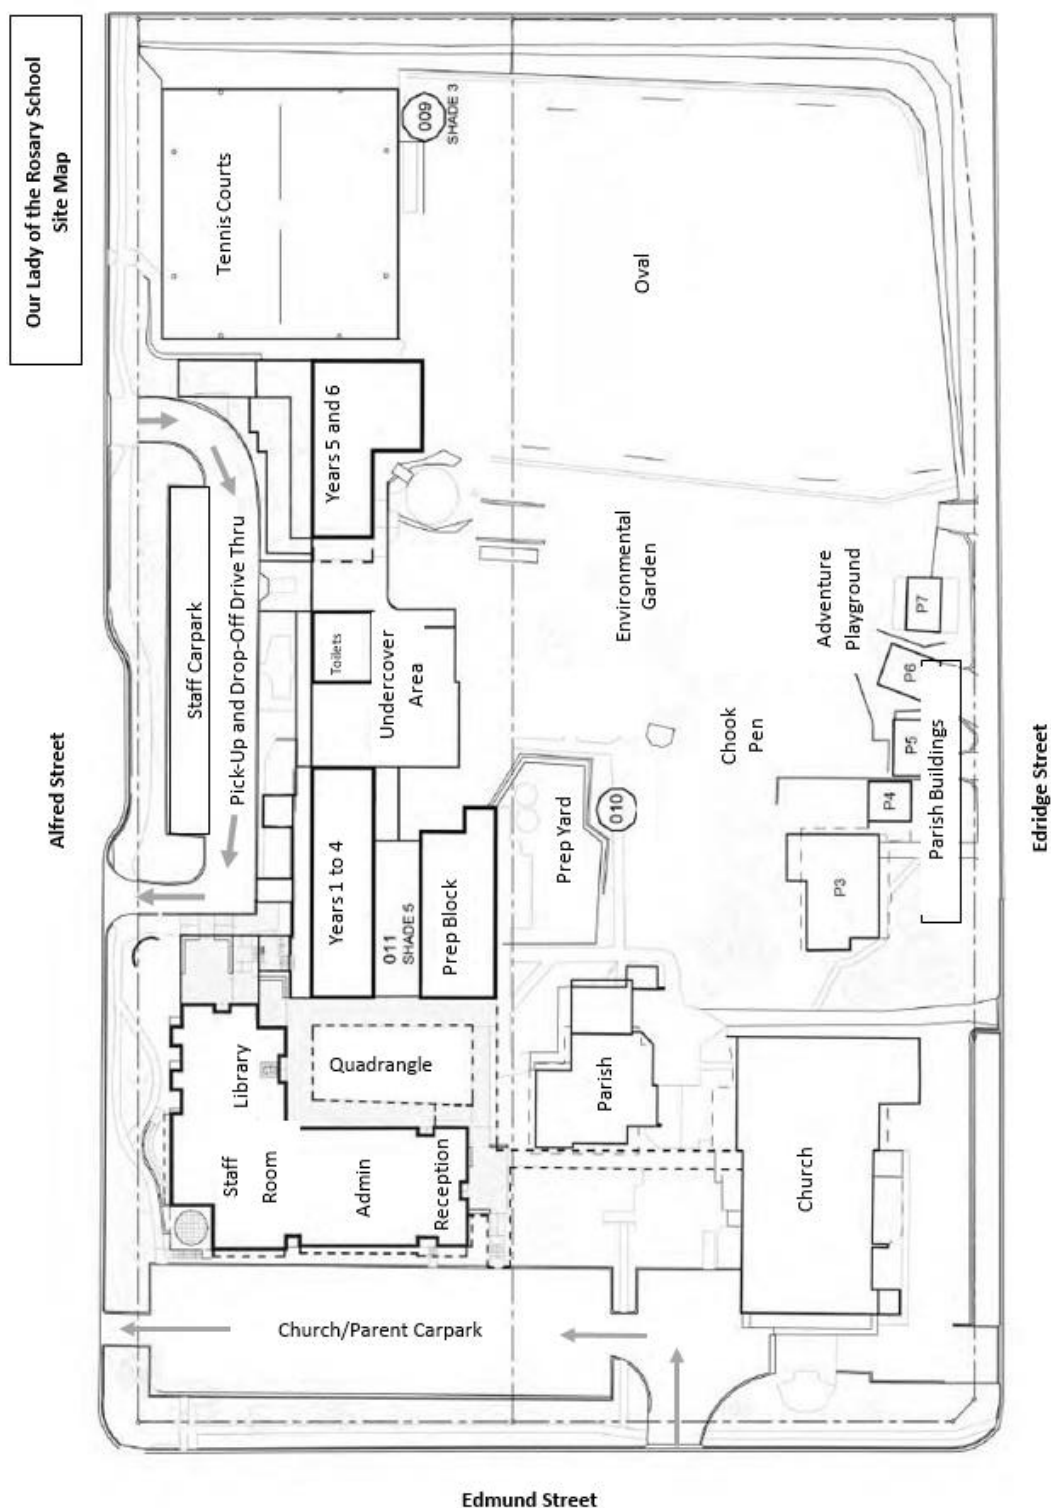 Our Lady of the Rosary School
Site Map
Tennis Courts
009
SHADE 3
Oval
Years 5 and 6
Staff Carpark
Pick-Up and Drop-Off Drive Thru
Alfred Street
Toilets
Undercover
Area
Environmental
Garden
Adventure
Playground
P7
P6
P5
P4
P3
Parish Buildings
Edridge Street
Chook
Pen
Years 1 to 4
011
SHADE 5
Prep Block
Prep Yard
010
Library
Quadrangle
Staff
Room
Admin
Reception
Parish
Church
Church/Parent Carpark
Edmund Street